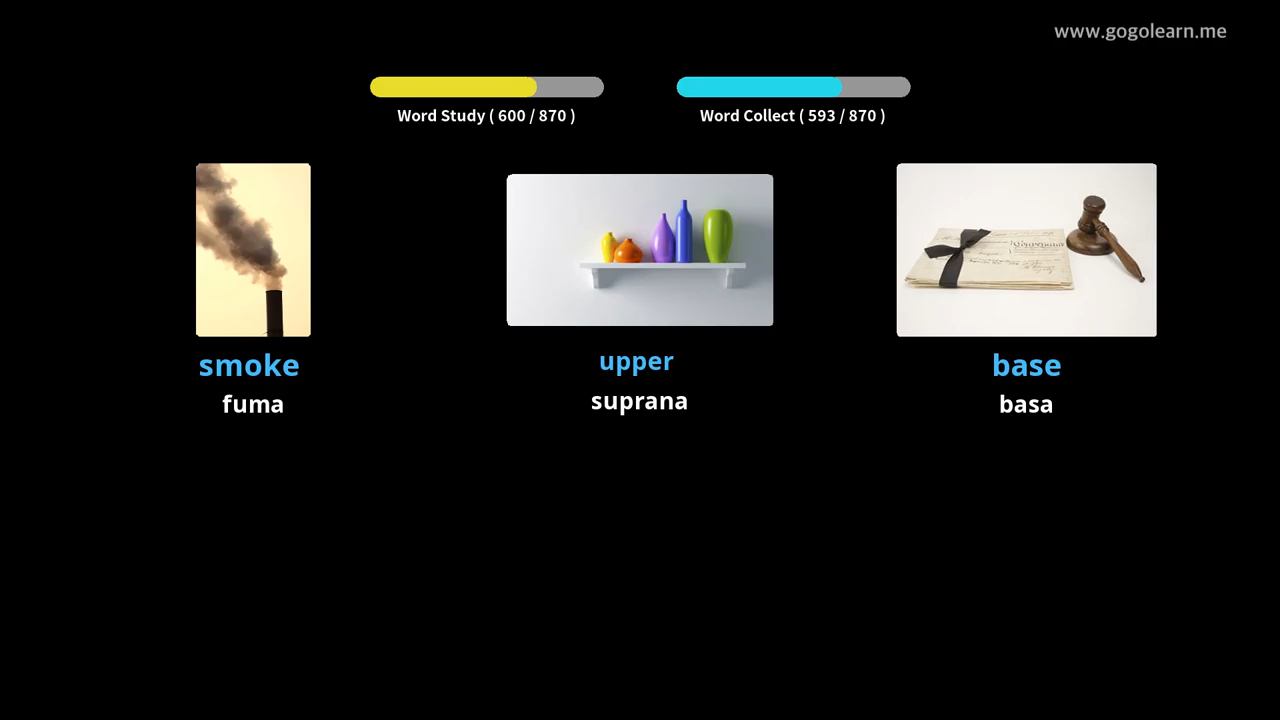 www.gogolearn.me
Word Study ( 600 / 870 )
Word Collect ( 593 / 870 )
smoke
fuma
upper
suprana
base
basa